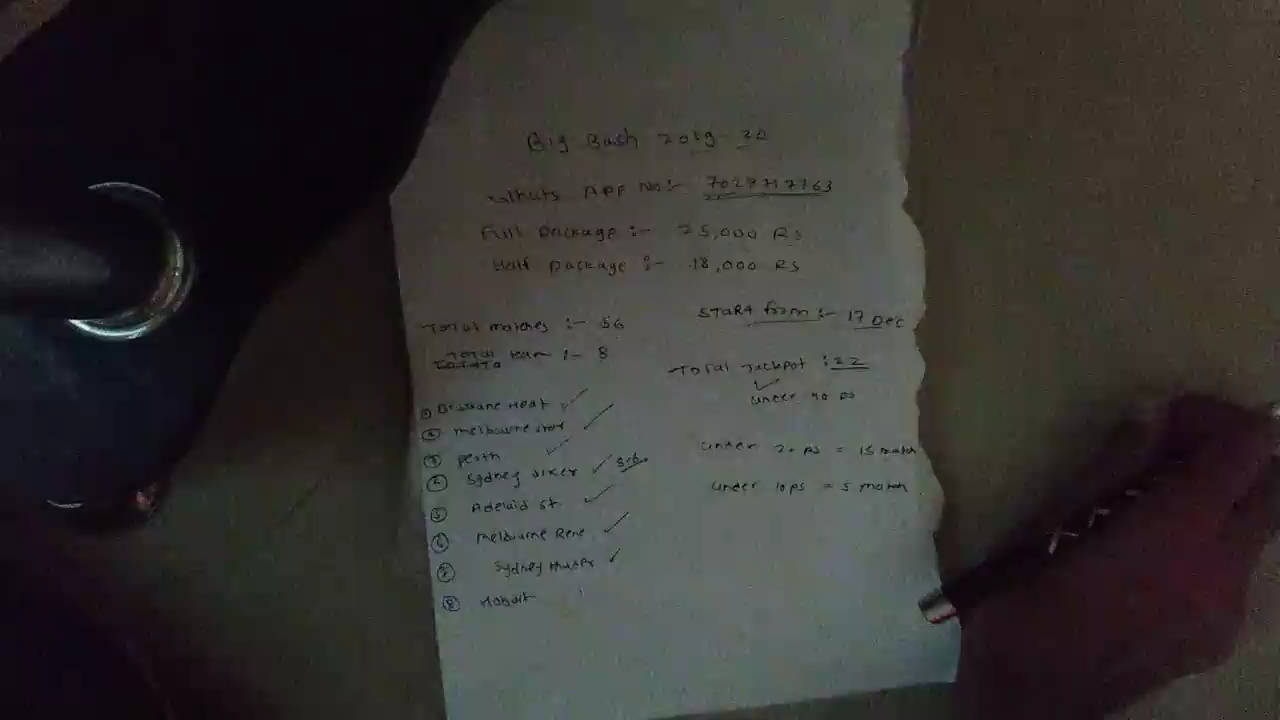 Big Bash 2019-20
APP No:- 7028717763
Full package :- 25,000 Rs
Half package :- 18,000 Rs
Total matches :- 56
START from :- 17 Dec
Total team :- 8
Total Jackpot : 22
under 40 ps
① Brisbane Heat ✓
② melbourne star ✓
③ perth ✓
④ Sydney sixer ✓
⑤ Adelaid St. ✓
⑥ melbourne Rene ✓
⑦ Sydney thunder ✓
⑧ Hobart
under 20 ps = 15 match
under 10 ps = 5 match